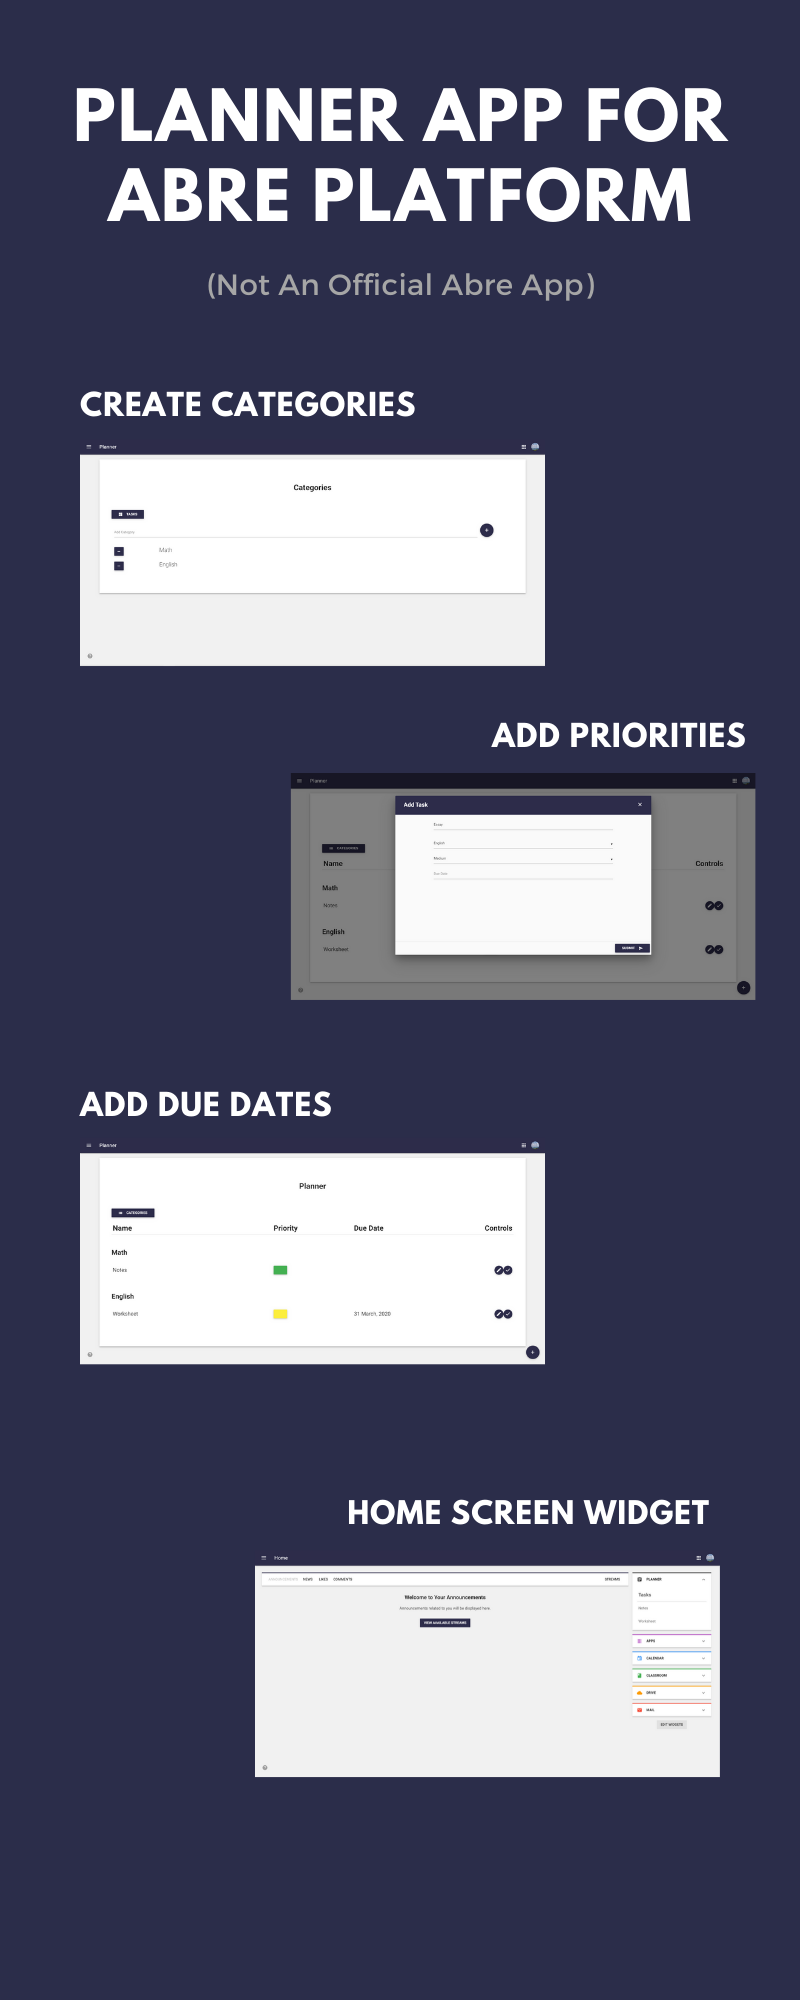 PLANNER APP FOR
ABRE PLATFORM
(Not An Official Abre App)
CREATE CATEGORIES
Planner
Categories
TASKS
Add Category
Math
English
ADD PRIORITIES
Planner
Add Task
CATEGORIES
Essay
English
Medium
Due Date
Name
Controls
Math
Notes
English
Worksheet
SUBMIT
ADD DUE DATES
Planner
Planner
CATEGORIES
Name Priority Due Date Controls
Math
Notes
English
Worksheet 31 March, 2020
HOME SCREEN WIDGET
Home
ANNOUNCEMENTS NEWS LIKES COMMENTS STREAMS
Welcome to Your Announcements
Announcements related to you will be displayed here.
VIEW AVAILABLE STREAMS
PLANNER
Tasks
Notes
Worksheet
APPS
CALENDAR
CLASSROOM
DRIVE
MAIL
EDIT WIDGETS